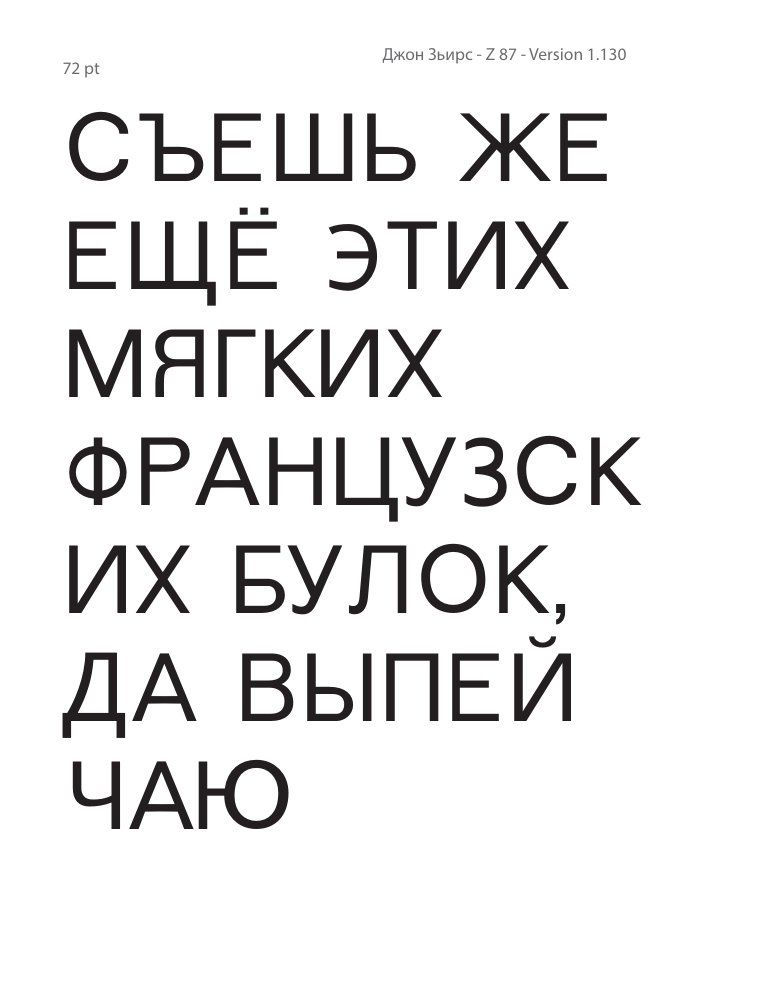 Джон Зьирс - Z 87 - Version 1.130
72 pt
СЪЕШЬ ЖЕ
ЕЩЁ ЭТИХ
МЯГКИХ
ФРАНЦУЗСК
ИХ БУЛОК,
ДА ВЫПЕЙ
ЧАЮ